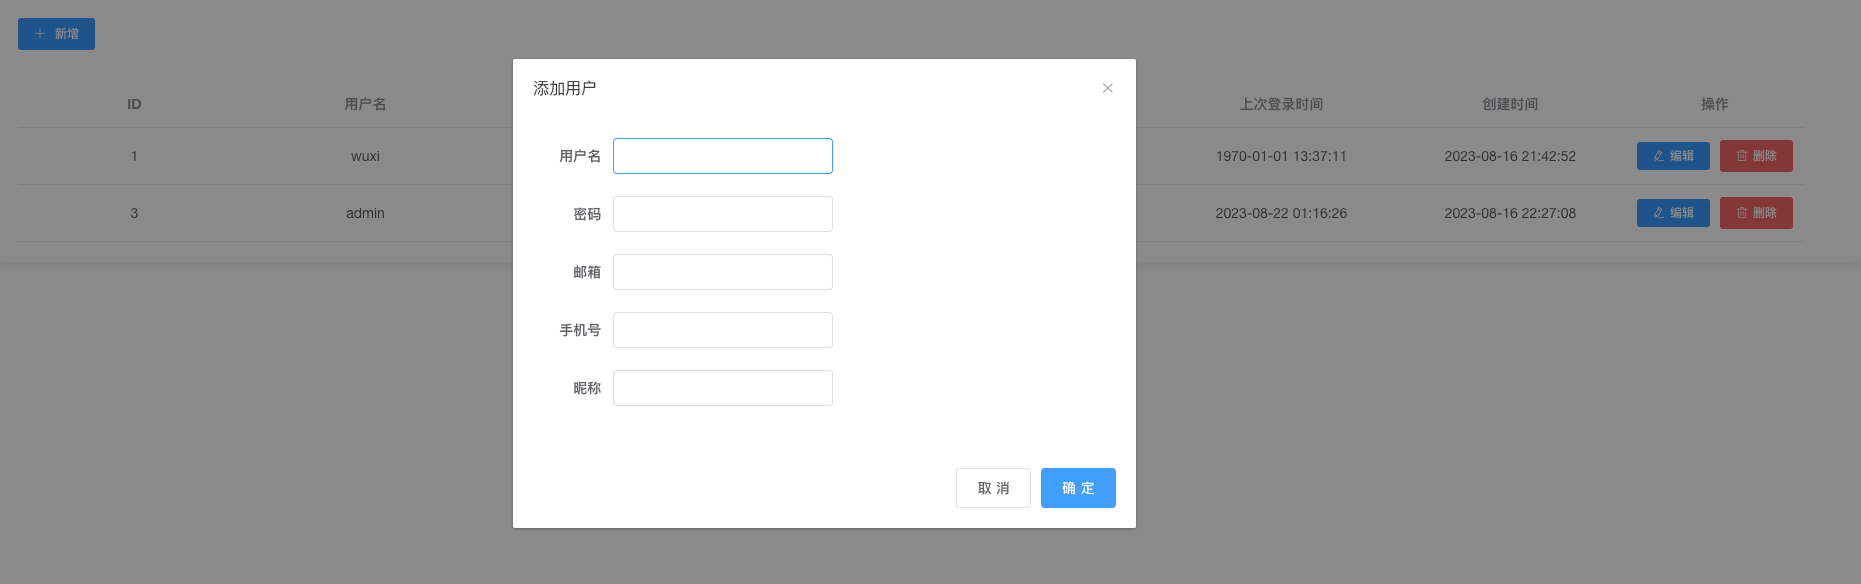 新增
添加用户
ID 用户名 上次登录时间 创建时间 操作
1 wuxi 1970-01-01 13:37:11 2023-08-16 21:42:52 编辑 删除
3 admin 2023-08-22 01:16:26 2023-08-16 22:27:08 编辑 删除
用户名
密码
邮箱
手机号
昵称
取 消 确 定